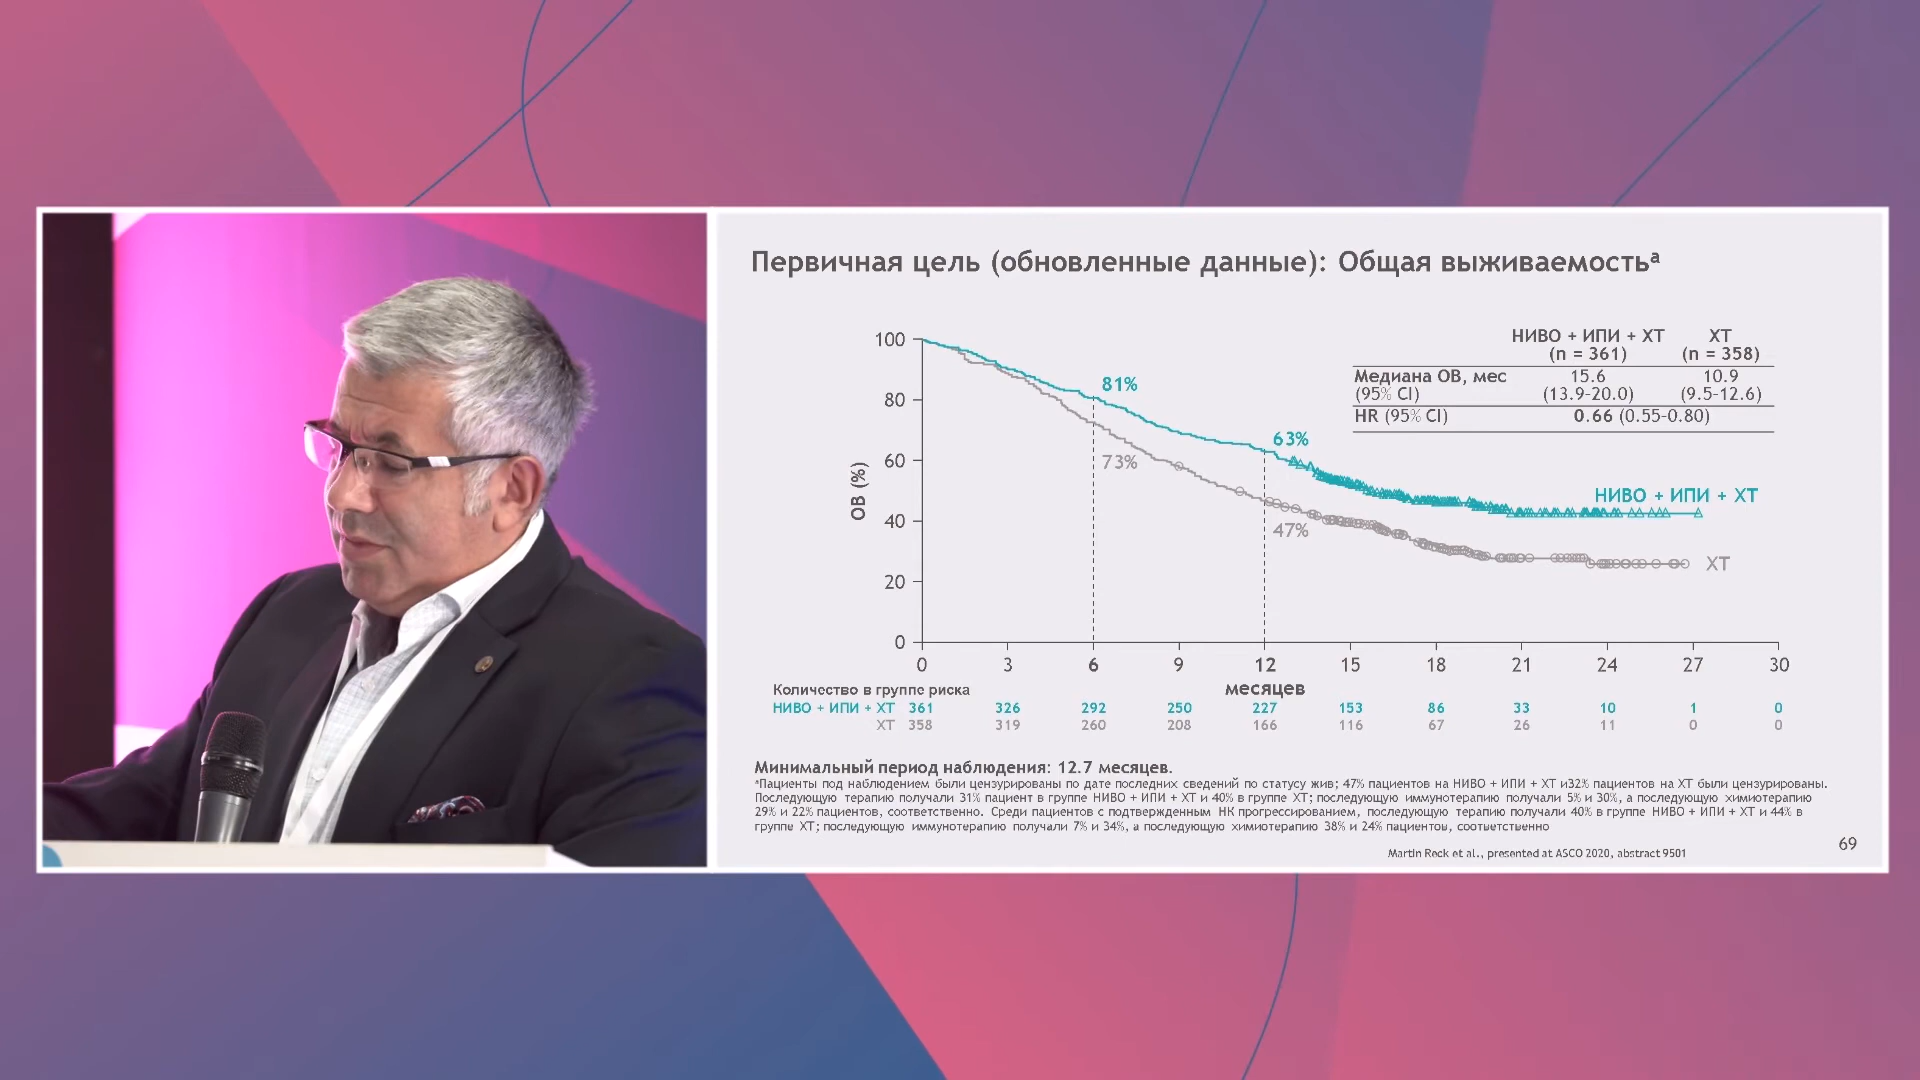 Первичная цель (обновленные данные): Общая выживаемостьᵃ
НИВО + ИПИ + ХТ ХТ
(n = 361) (n = 358)
Медиана ОВ, мес 15.6 10.9
(95% CI) (13.9-20.0) (9.5-12.6)
HR (95% CI) 0.66 (0.55-0.80)
100
80
60
40
20
0
ОВ (%)
81%
73%
63%
47%
НИВО + ИПИ + ХТ
ХТ
0 3 6 9 12 15 18 21 24 27 30
месяцев
Количество в группе риска
НИВО + ИПИ + ХТ 361 326 292 250 227 153 86 33 10 1 0
ХТ 358 319 260 208 166 116 67 26 11 0 0
Минимальный период наблюдения: 12.7 месяцев.
ᵃПациенты под наблюдением были цензурированы по дате последних сведений по статусу жив; 47% пациентов на НИВО + ИПИ + ХТ и32% пациентов на ХТ были цензурированы.
Последующую терапию получали 31% пациент в группе НИВО + ИПИ + ХТ и 40% в группе ХТ; последующую иммунотерапию получали 5% и 30%, а последующую химиотерапию
29% и 22% пациентов, соответственно. Среди пациентов с подтвержденным НК прогрессированием, последующую терапию получали 40% в группе НИВО + ИПИ + ХТ и 44% в
группе ХТ; последующую иммунотерапию получали 7% и 34%, а последующую химиотерапию 38% и 24% пациентов, соответственно
Martin Reck et al., presented at ASCO 2020, abstract 9501
69